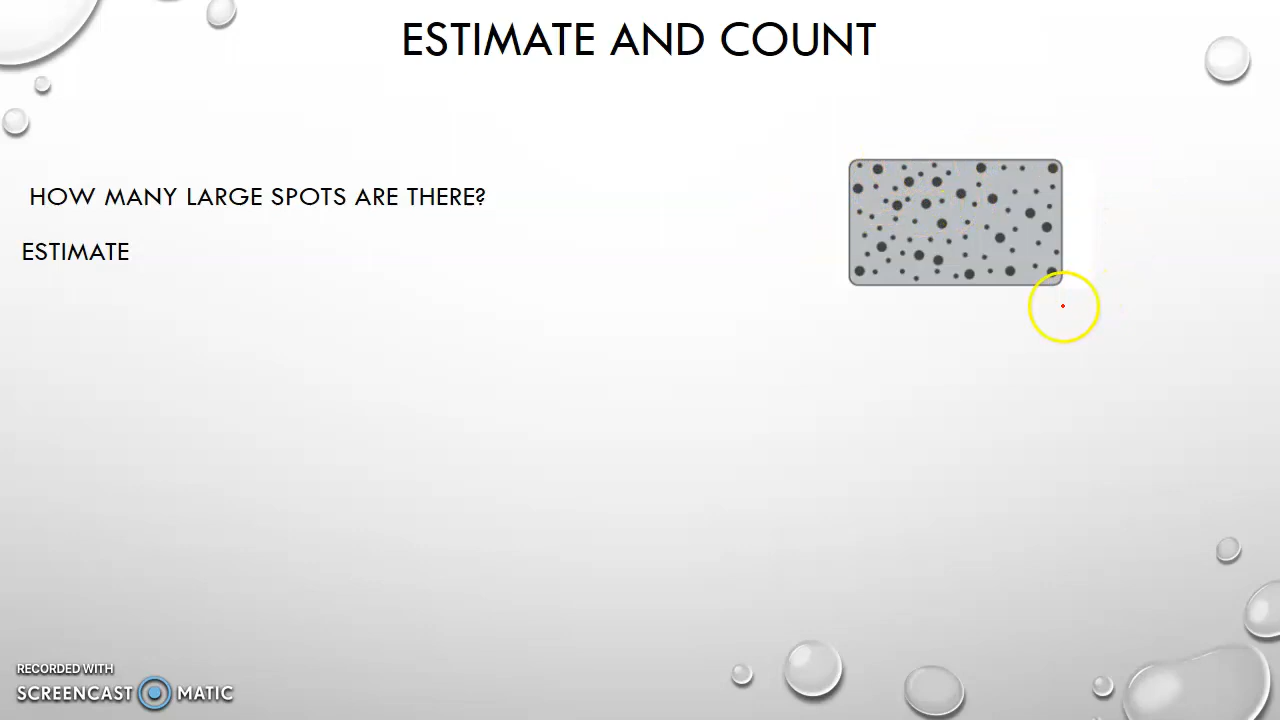 ESTIMATE AND COUNT
HOW MANY LARGE SPOTS ARE THERE?
ESTIMATE
RECORDED WITH
SCREENCAST MATIC